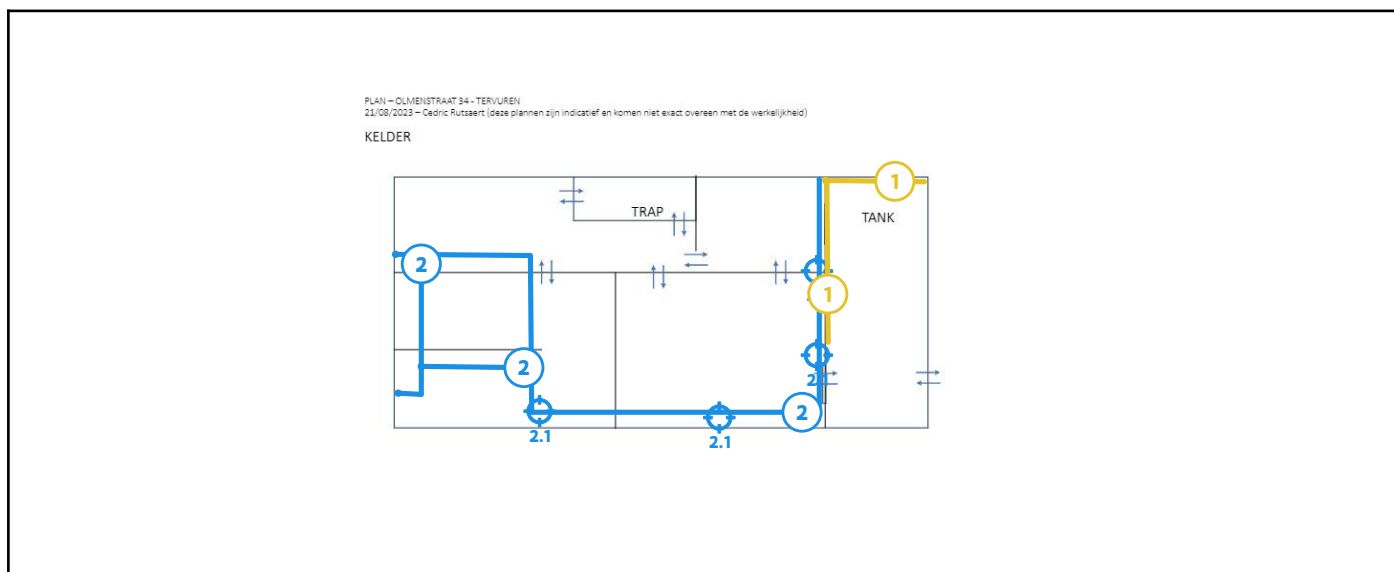 PLAN – OLMENSTRAAT 34 - TERVUREN
21/08/2023 – Cedric Rutsaert (deze plannen zijn indicatief en komen niet exact overeen met de werkelijkheid)
KELDER
1
TRAP
TANK
2
1
2
2.1
2
2.1
2.1